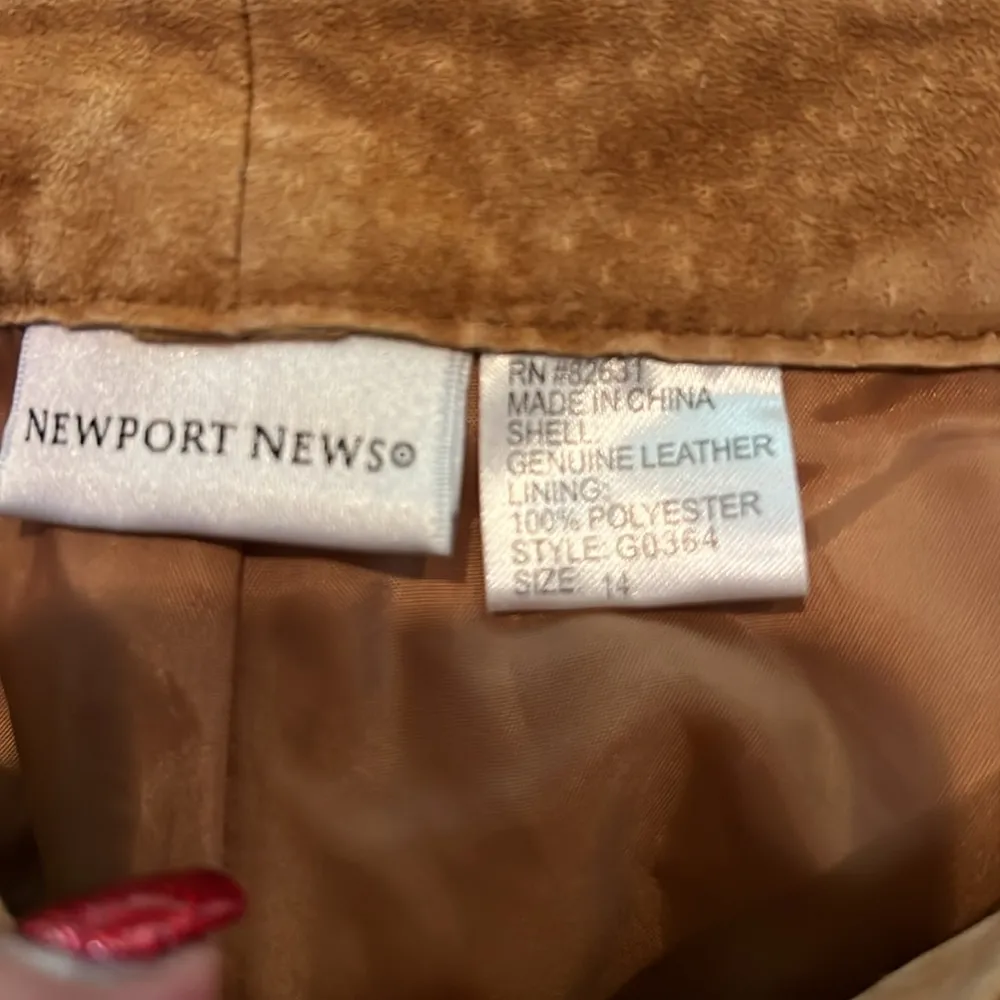 NEWPORT NEWS
RN #82631
MADE IN CHINA
SHELL:
GENUINE LEATHER
LINING:
100% POLYESTER
STYLE: G0364
SIZE: 14